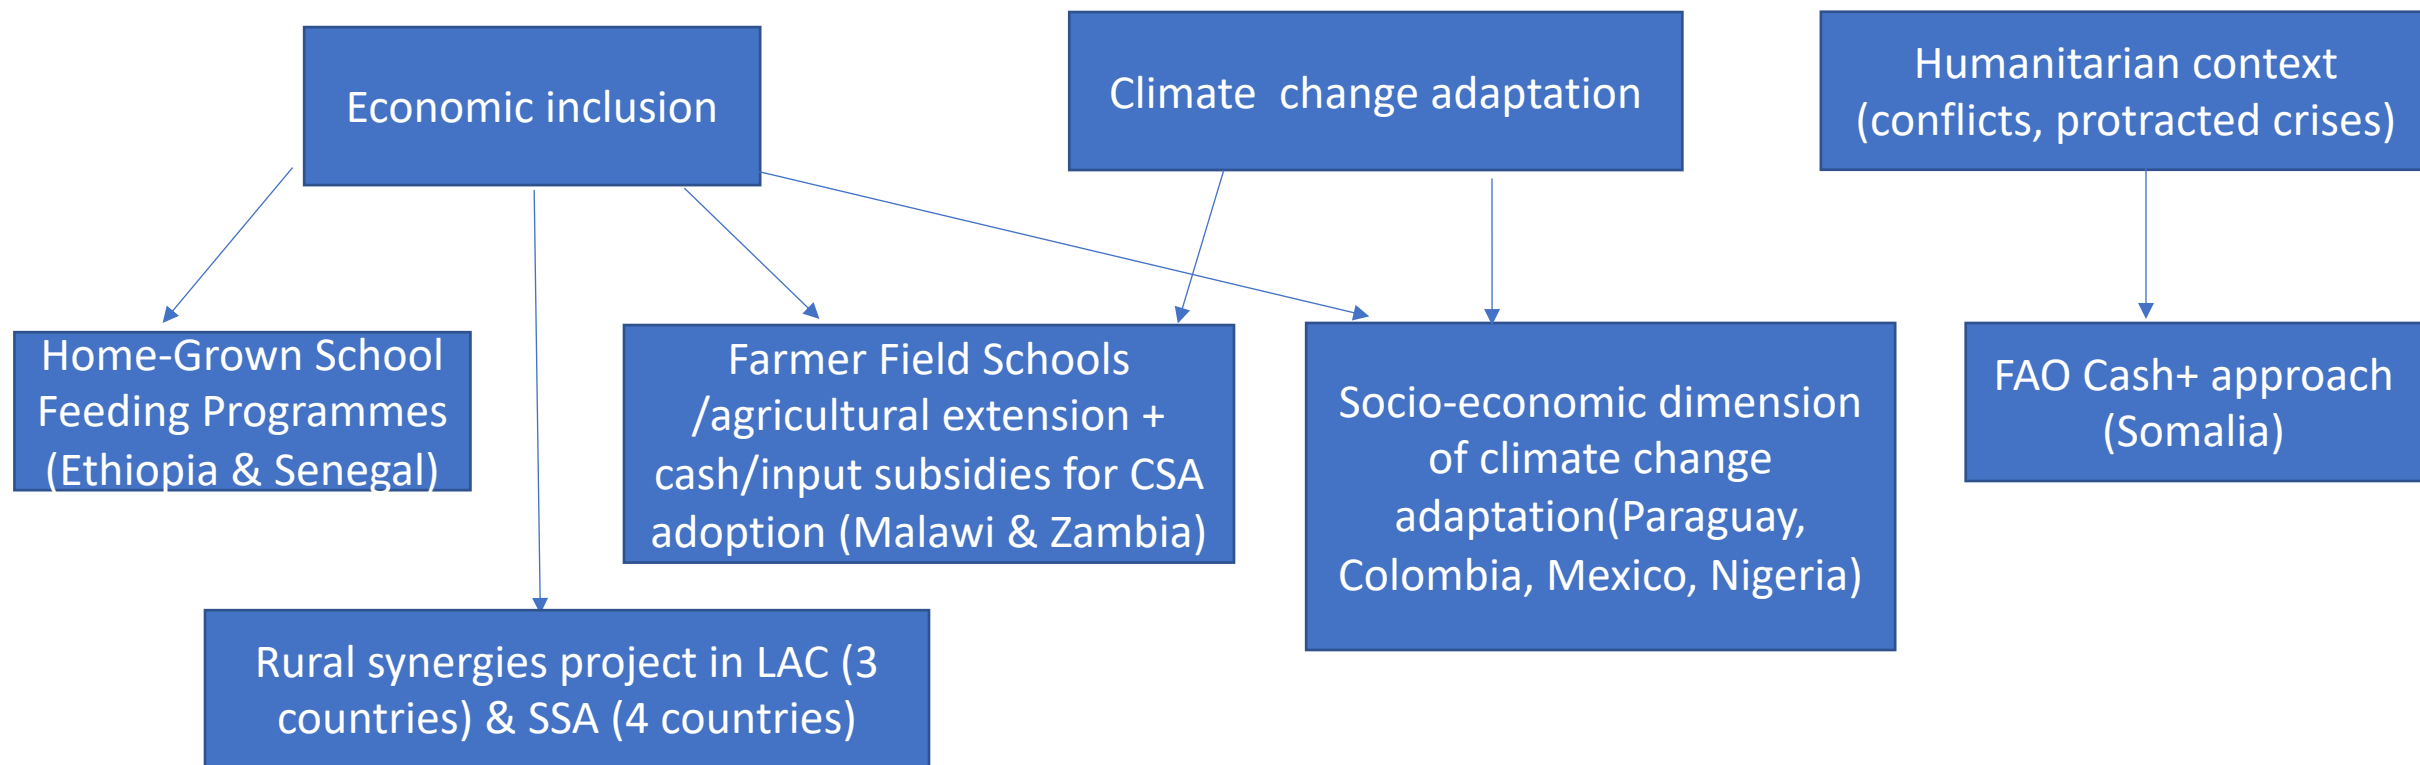 Economic inclusion
Climate  change adaptation
Humanitarian context
(conflicts, protracted crises)
Home-Grown School
Feeding Programmes
(Ethiopia & Senegal)
Farmer Field Schools
/agricultural extension +
cash/input subsidies for CSA
adoption (Malawi & Zambia)
Socio-economic dimension
of climate change
adaptation(Paraguay,
Colombia, Mexico, Nigeria)
FAO Cash+ approach
(Somalia)
Rural synergies project in LAC (3
countries) & SSA (4 countries)